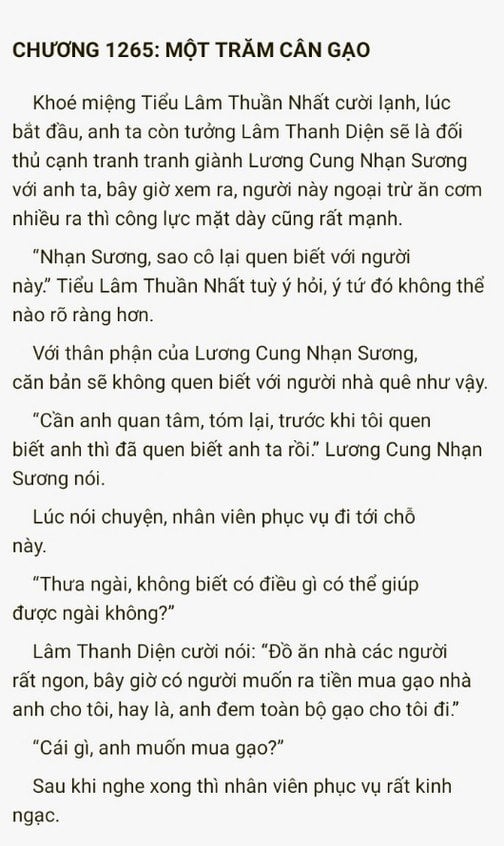 CHƯƠNG 1265: MỘT TRĂM CÂN GẠO
Khoé miệng Tiểu Lâm Thuần Nhất cười lạnh, lúc
bắt đầu, anh ta còn tưởng Lâm Thanh Diện sẽ là đối
thủ cạnh tranh tranh giành Lương Cung Nhạn Sương
với anh ta, bây giờ xem ra, người này ngoại trừ ăn cơm
nhiều ra thì công lực mặt dày cũng rất mạnh.
“Nhạn Sương, sao cô lại quen biết với người
này.” Tiểu Lâm Thuần Nhất tuỳ ý hỏi, ý tứ đó không thể
nào rõ ràng hơn.
Với thân phận của Lương Cung Nhạn Sương,
căn bản sẽ không quen biết với người nhà quê như vậy.
“Cần anh quan tâm, tóm lại, trước khi tôi quen
biết anh thì đã quen biết anh ta rồi.” Lương Cung Nhạn
Sương nói.
Lúc nói chuyện, nhân viên phục vụ đi tới chỗ
này.
“Thưa ngài, không biết có điều gì có thể giúp
được ngài không?”
Lâm Thanh Diện cười nói: “Đồ ăn nhà các người
rất ngon, bây giờ có người muốn ra tiền mua gạo nhà
anh cho tôi, hay là, anh đem toàn bộ gạo cho tôi đi.”
“Cái gì, anh muốn mua gạo?”
Sau khi nghe xong thì nhân viên phục vụ rất kinh
ngạc.